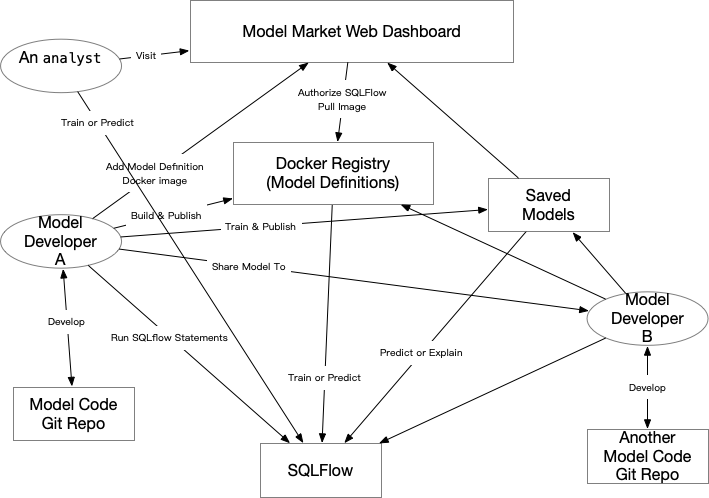 Model Market Web Dashboard
An analyst
Visit
Authorize SQLFlow
Pull Image
Train or Predict
Docker Registry
(Model Definitions)
Add Model Defınution
Docker image
Saved
Models
Build & Publish
Model
Developer
A
Train & Publish
Share Model To
Model
Developer
B
Develop
Run SQLflow Statements
Predict or Explain
Train or Predict
Develop
Model Code
Git Repo
Another
Model Code
Git Repo
SQLFlow